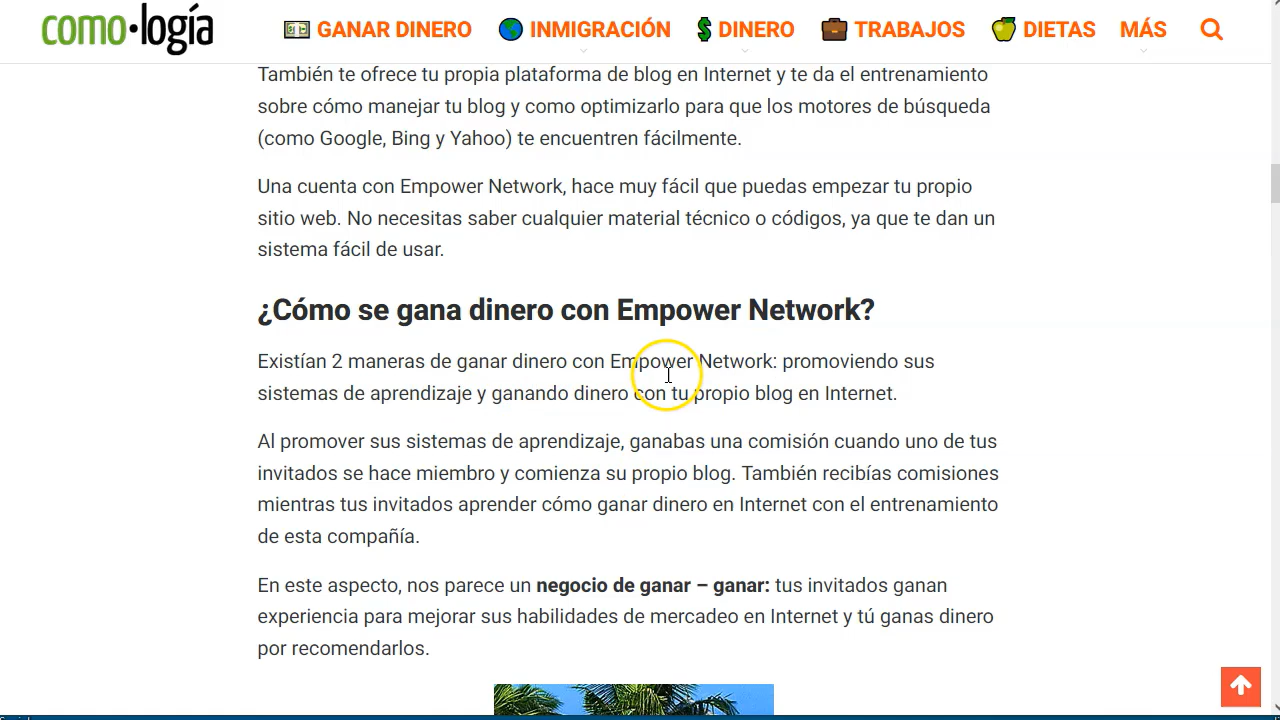 como·logía
GANAR DINERO INMIGRACIÓN DINERO TRABAJOS DIETAS MÁS
También te ofrece tu propia plataforma de blog en Internet y te da el entrenamiento
sobre cómo manejar tu blog y como optimizarlo para que los motores de búsqueda
(como Google, Bing y Yahoo) te encuentren fácilmente.
Una cuenta con Empower Network, hace muy fácil que puedas empezar tu propio
sitio web. No necesitas saber cualquier material técnico o códigos, ya que te dan un
sistema fácil de usar.
¿Cómo se gana dinero con Empower Network?
Existían 2 maneras de ganar dinero con Empower Network: promoviendo sus
sistemas de aprendizaje y ganando dinero con tu propio blog en Internet.
Al promover sus sistemas de aprendizaje, ganabas una comisión cuando uno de tus
invitados se hace miembro y comienza su propio blog. También recibías comisiones
mientras tus invitados aprender cómo ganar dinero en Internet con el entrenamiento
de esta compañía.
En este aspecto, nos parece un negocio de ganar – ganar: tus invitados ganan
experiencia para mejorar sus habilidades de mercadeo en Internet y tú ganas dinero
por recomendarlos.